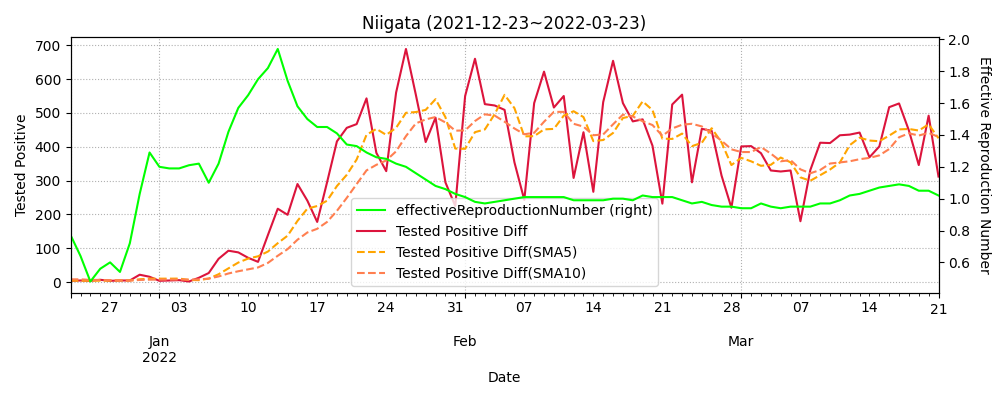 Niigata (2021-12-23~2022-03-23)
Tested Positive
700
600
500
400
300
200
100
0
2.0
1.8
1.6
1.4
1.2
1.0
0.8
0.6
Effective Reproduction Number
effectiveReproductionNumber (right)
Tested Positive Diff
Tested Positive Diff(SMA5)
Tested Positive Diff(SMA10)
27 03 10 17 24 31 07 14 21 28 07 14 21
Jan Feb Mar
2022
Date